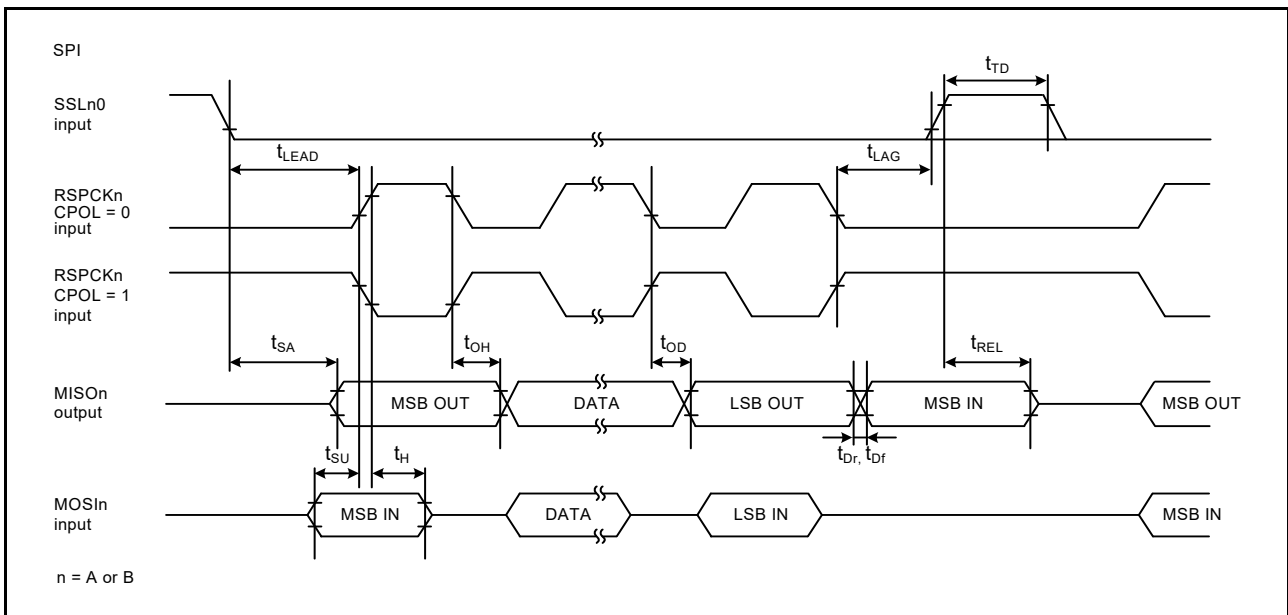 SPI
SSLn0
input
tTD
tLEAD
tLAG
RSPCKn
CPOL = 0
input
RSPCKn
CPOL = 1
input
tSA
tOH
tOD
tREL
MISOn
output
MSB OUT
DATA
LSB OUT
MSB IN
MSB OUT
tSU
tH
tDr, tDf
MOSIn
input
MSB IN
DATA
LSB IN
MSB IN
n = A or B